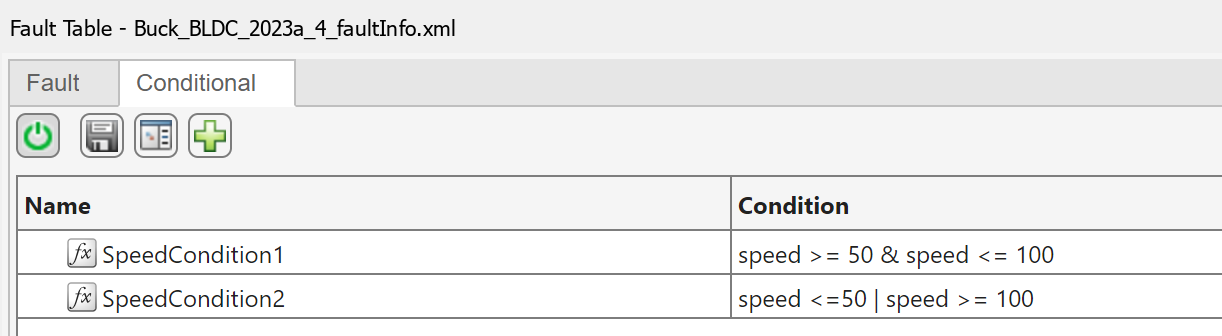 Fault Table - Buck_BLDC_2023a_4_faultInfo.xml
Fault Conditional
Name Condition
fx SpeedCondition1 speed >= 50 & speed <= 100
fx SpeedCondition2 speed <=50 | speed >= 100